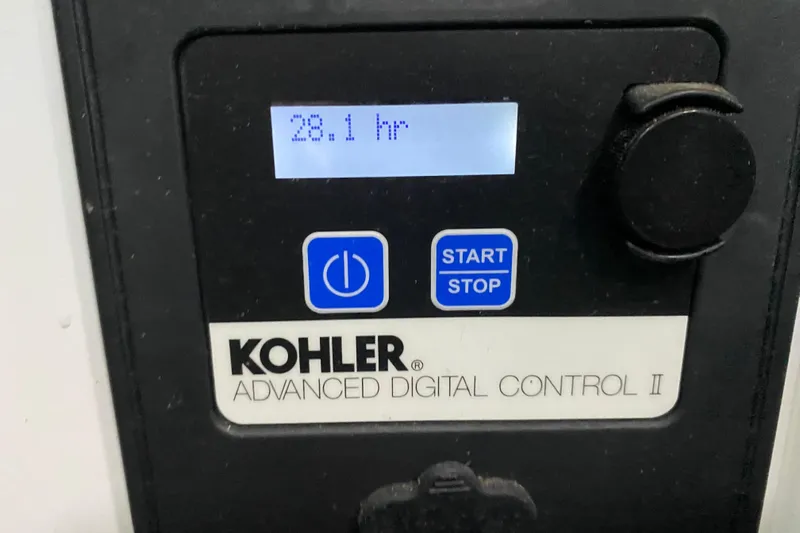 28.1 hr
START
STOP
KOHLER®
ADVANCED DIGITAL CONTROL II